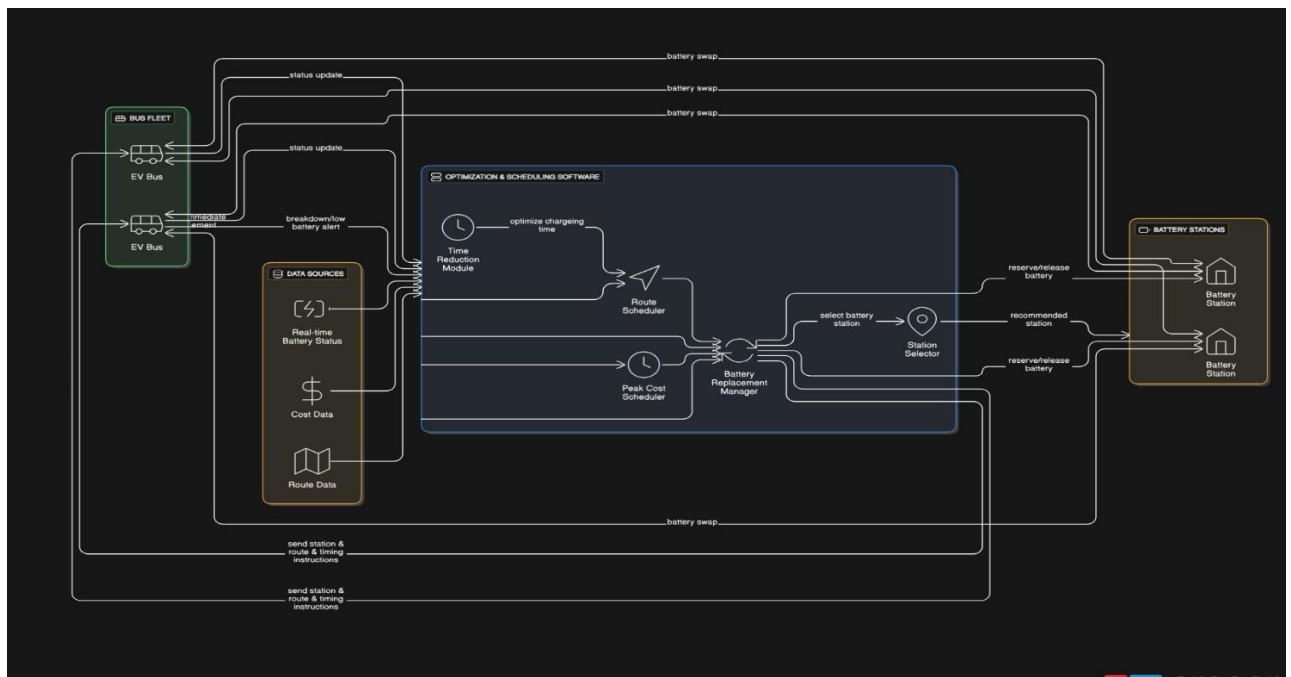 battery swap
status update
battery swap
battery swap
BUS FLEET
EV Bus
status update
EV Bus
breakdown/low
battery alert
OPTIMIZATION & SCHEDULING SOFTWARE
optimize chargeing
time
Time
Reduction
Module
Route
Scheduler
Peak Cost
Scheduler
Battery
Replacement
Manager
select battery
station
Station
Selector
DATA SOURCES
Real-time
Battery Status
Cost Data
Route Data
reserve/release
battery
recommended
station
reserve/release
battery
BATTERY STATIONS
Battery
Station
Battery
Station
battery swap
send station &
route & timing
instructions
send station &
route & timing
instructions